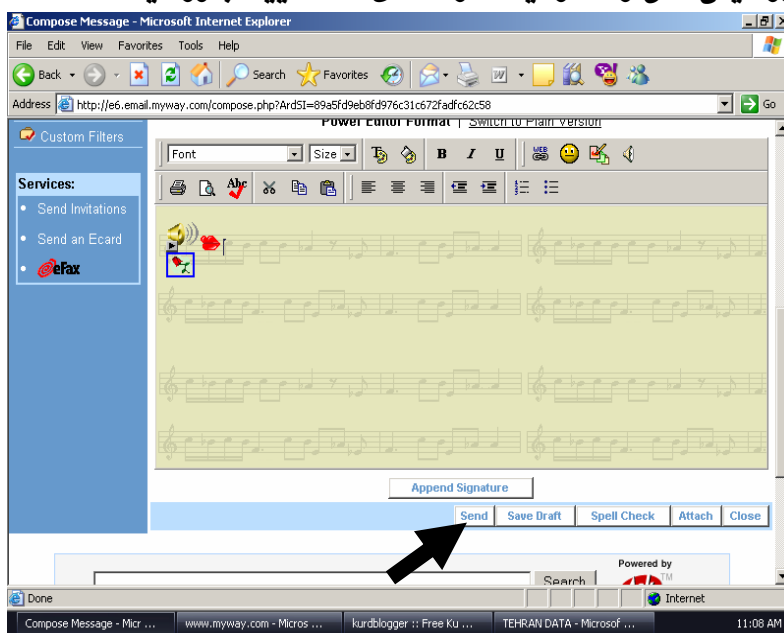 Compose Message - Microsoft Internet Explorer
File Edit View Favorites Tools Help
Back Search Favorites
Address http://e6.email.myway.com/compose.php?ArdSI=89a5fd9eb8fd976c31c672fadfc62c58 Go
Custom Filters
Power Editor Format | Switch to Plain Version
Font Size B I U WEB
Services:
Abc
Send Invitations
Send an Ecard
eFax
Append Signature
Send Save Draft Spell Check Attach Close
Powered by
Search TM
Done Internet
Compose Message - Micr ... www.myway.com - Micros ... kurdblogger :: Free Ku ... TEHRAN DATA - Microsof ... 11:08 AM